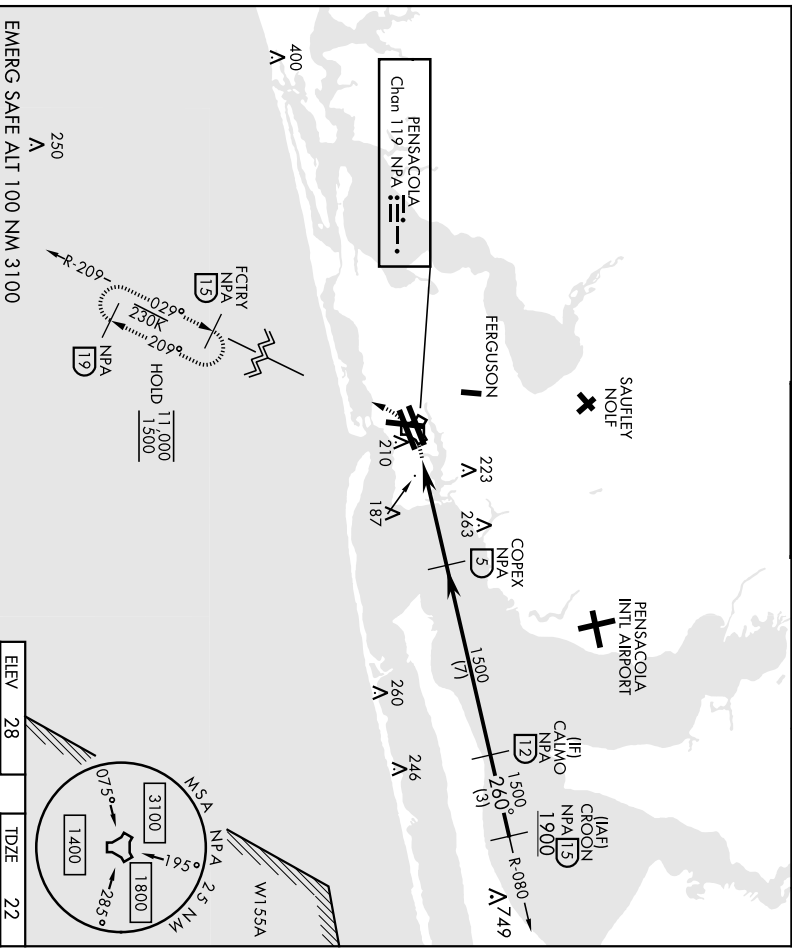 EMERG SAFE ALT 100 NM 3100
250
400
PENSACOLA
Chan 119 NPA
SAUFLEY
NOLF
FERGUSON
210
223
263
187
COPEX
NPA
5
PENSACOLA
INTL AIRPORT
1500
(7)
260
246
(IF)
CALMO
NPA
12
1500
260°
(3)
(IAF)
CROON
NPA 15
1900
R-080
749
R-209
029°
230K
209°
FCTRY
NPA
15
NPA
19
HOLD 11,000
1600
W155A
MSA NPA 25 NM
075°
195°
285°
3100
1800
1400
ELEV 28
TDZE 22